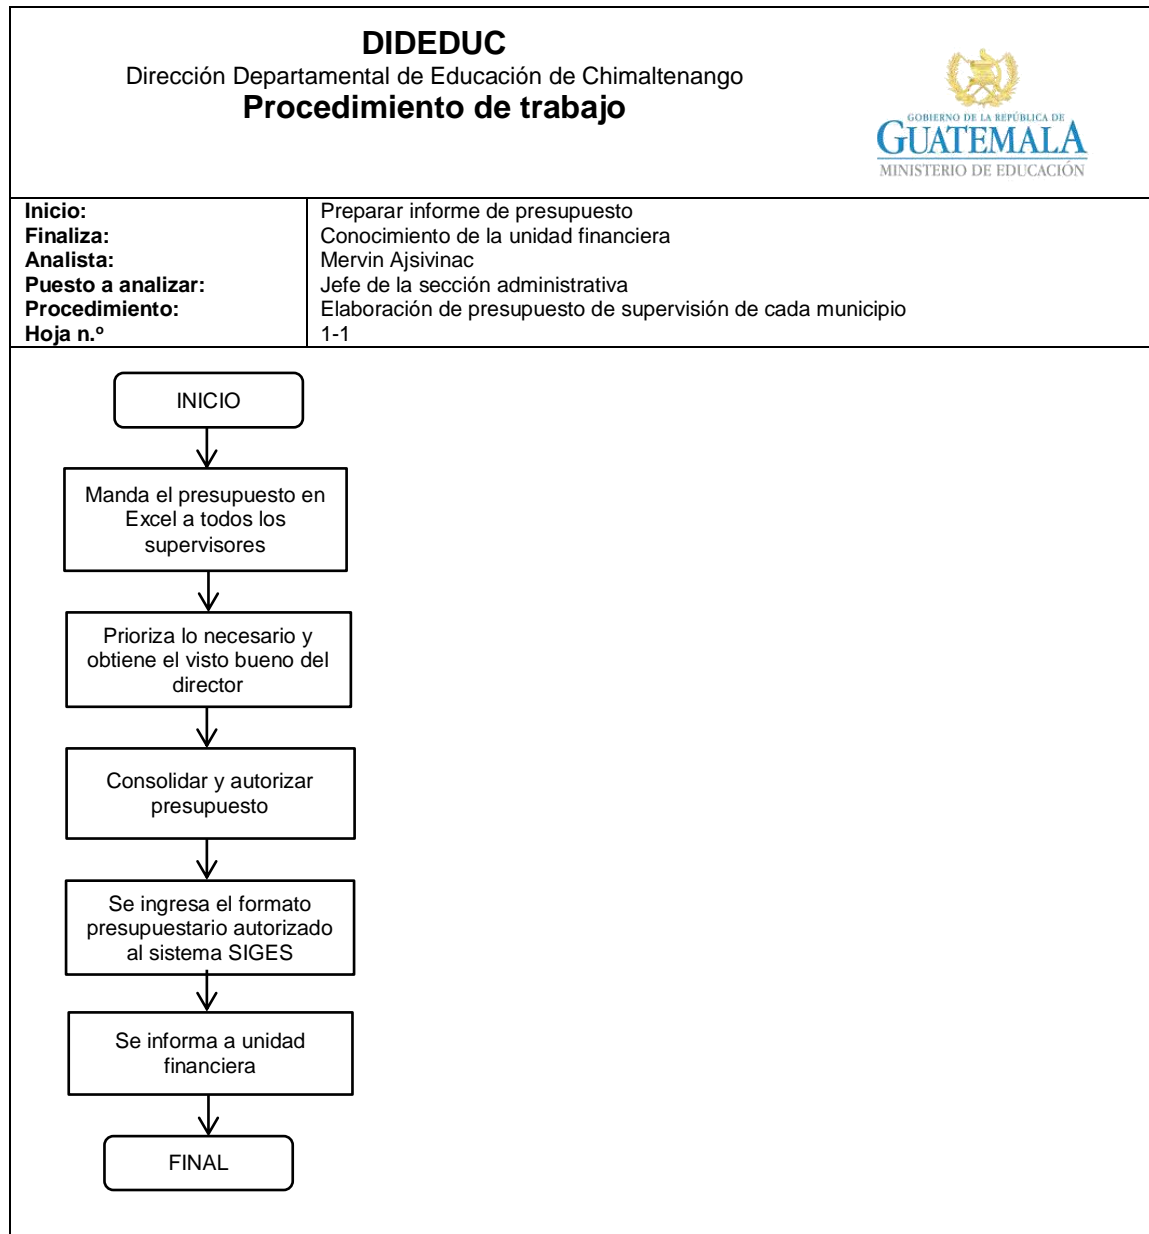 DIDEDUC
Dirección Departamental de Educación de Chimaltenango
Procedimiento de trabajo
GOBIERNO DE LA REPÚBLICA DE
GUATEMALA
MINISTERIO DE EDUCACIÓN
Inicio: Preparar informe de presupuesto
Finaliza: Conocimiento de la unidad financiera
Analista: Mervin Ajsivinac
Puesto a analizar: Jefe de la sección administrativa
Procedimiento: Elaboración de presupuesto de supervisión de cada municipio
Hoja n.º 1-1
INICIO
Manda el presupuesto en
Excel a todos los
supervisores
Prioriza lo necesario y
obtiene el visto bueno del
director
Consolidar y autorizar
presupuesto
Se ingresa el formato
presupuestario autorizado
al sistema SIGES
Se informa a unidad
financiera
FINAL